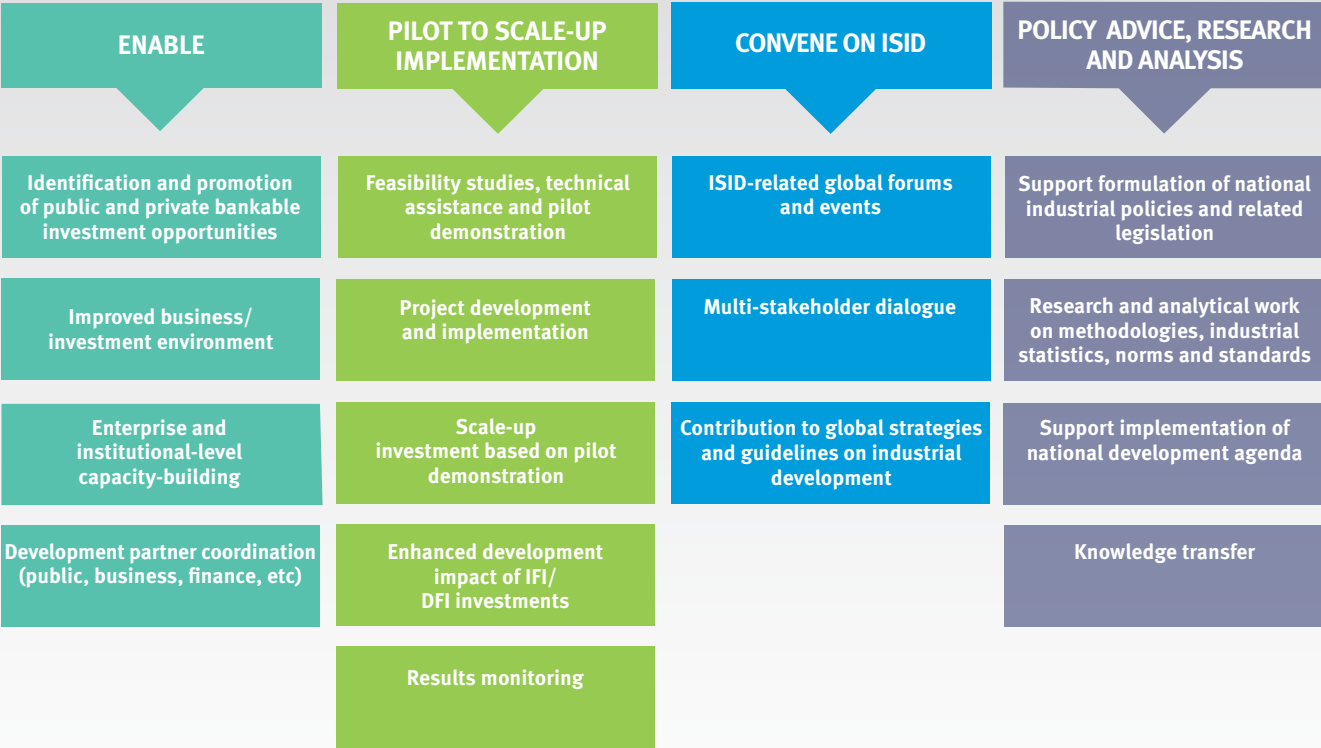 ENABLE
Identification and promotion
of public and private bankable
investment opportunities
Improved business/
investment environment
Enterprise and
institutional-level
capacity-building
Development partner coordination
(public, business, finance, etc)
PILOT TO SCALE-UP
IMPLEMENTATION
Feasibility studies, technical
assistance and pilot
demonstration
Project development
and implementation
Scale-up
investment based on pilot
demonstration
Enhanced development
impact of IFI/
DFI investments
Results monitoring
CONVENE ON ISID
ISID-related global forums
and events
Multi-stakeholder dialogue
Contribution to global strategies
and guidelines on industrial
development
POLICY ADVICE, RESEARCH
AND ANALYSIS
Support formulation of national
industrial policies and related
legislation
Research and analytical work
on methodologies, industrial
statistics, norms and standards
Support implementation of
national development agenda
Knowledge transfer